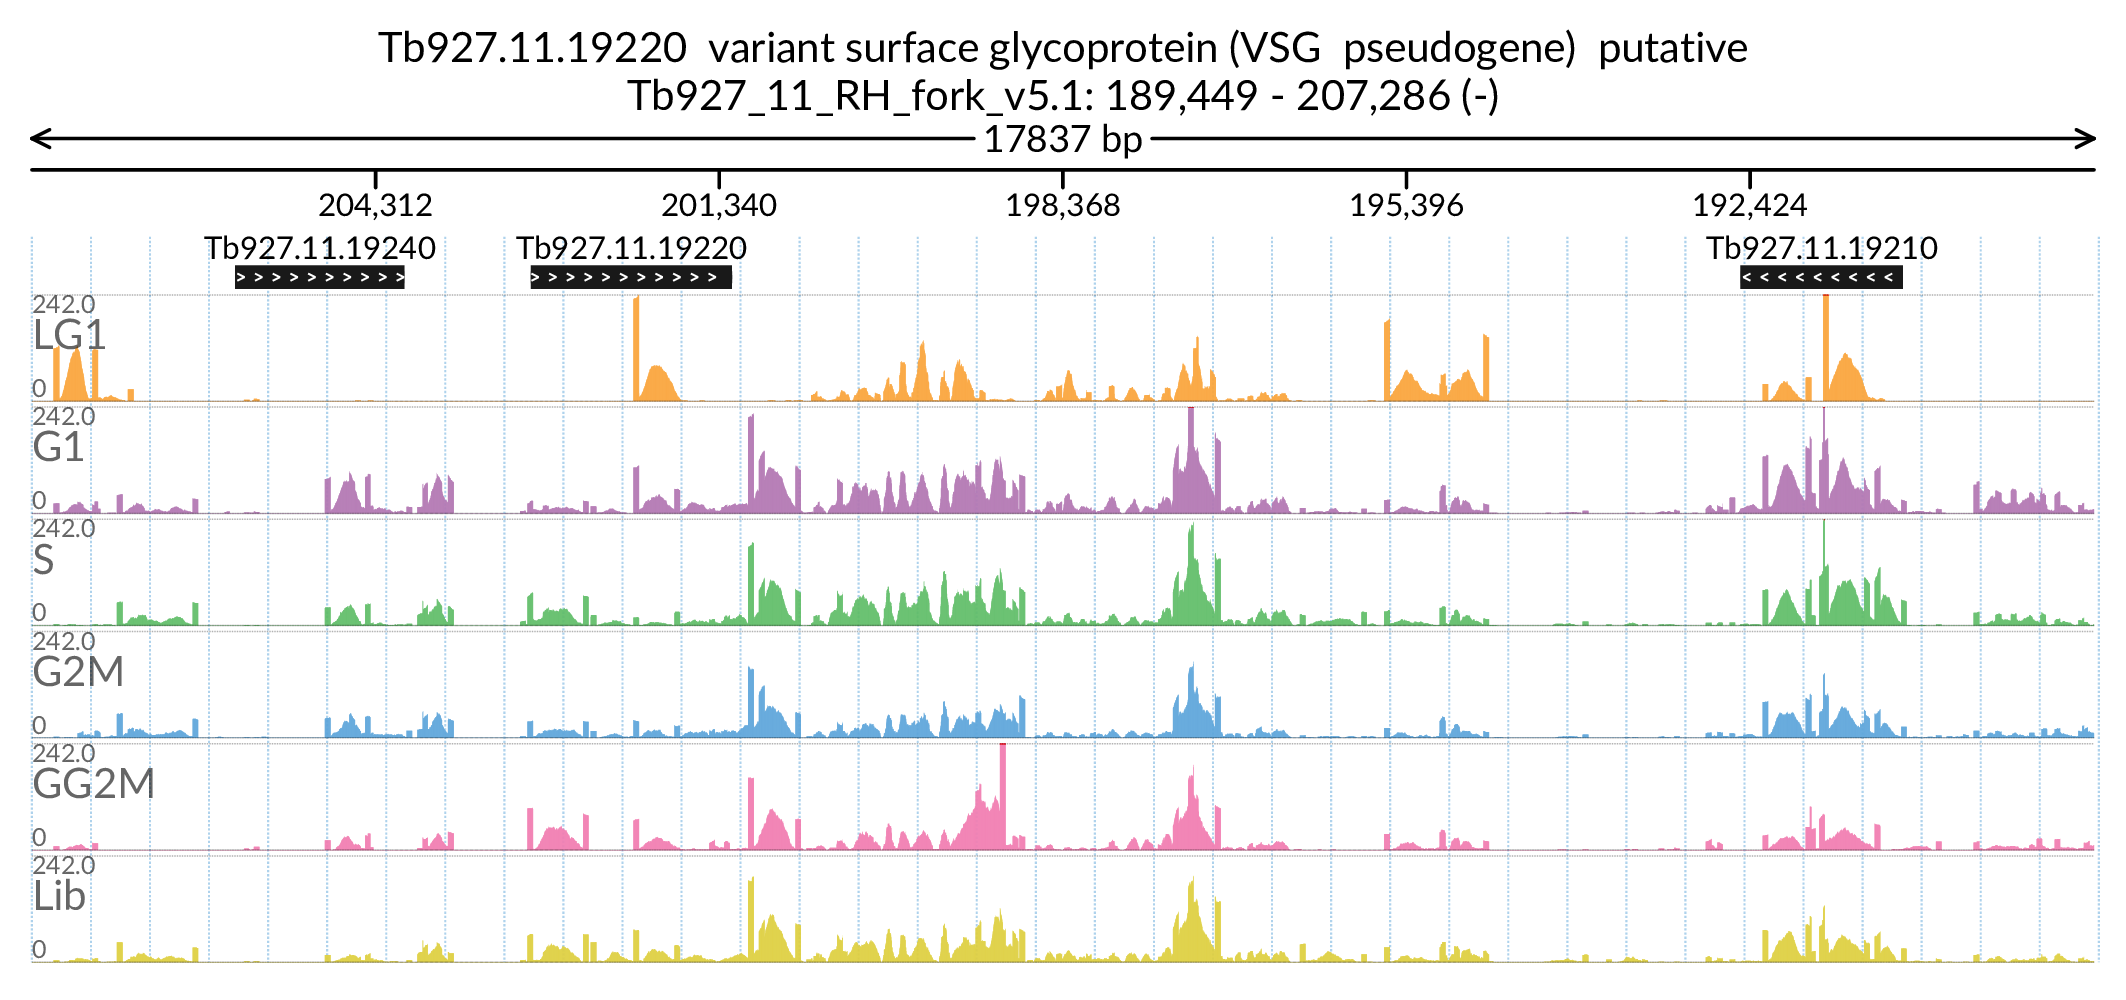 Tb927.11.19220 variant surface glycoprotein (VSG pseudogene) putative
Tb927_11_RH_fork_v5.1: 189,449 - 207,286 (-)
17837 bp
204,312 201,340 198,368 195,396 192,424
Tb927.11.19240 Tb927.11.19220 Tb927.11.19210
242.0
LG1
0
242.0
G1
0
242.0
S
0
242.0
G2M
0
242.0
GG2M
0
242.0
Lib
0